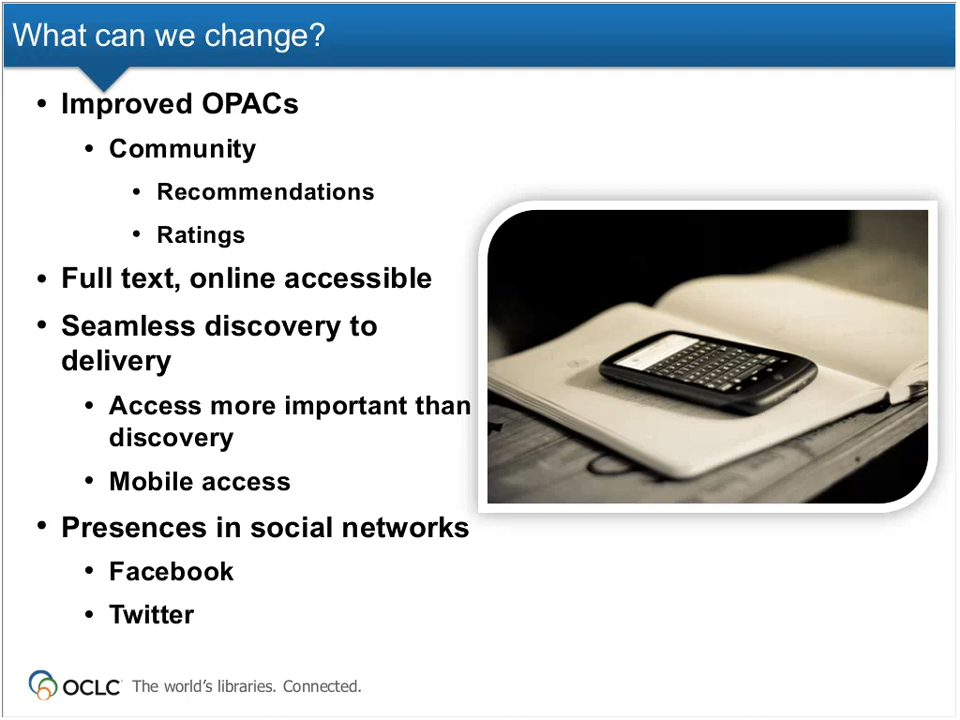 What can we change?
• Improved OPACs
• Community
• Recommendations
• Ratings
• Full text, online accessible
• Seamless discovery to
delivery
• Access more important than
discovery
• Mobile access
• Presences in social networks
• Facebook
• Twitter
OCLC The world's libraries. Connected.